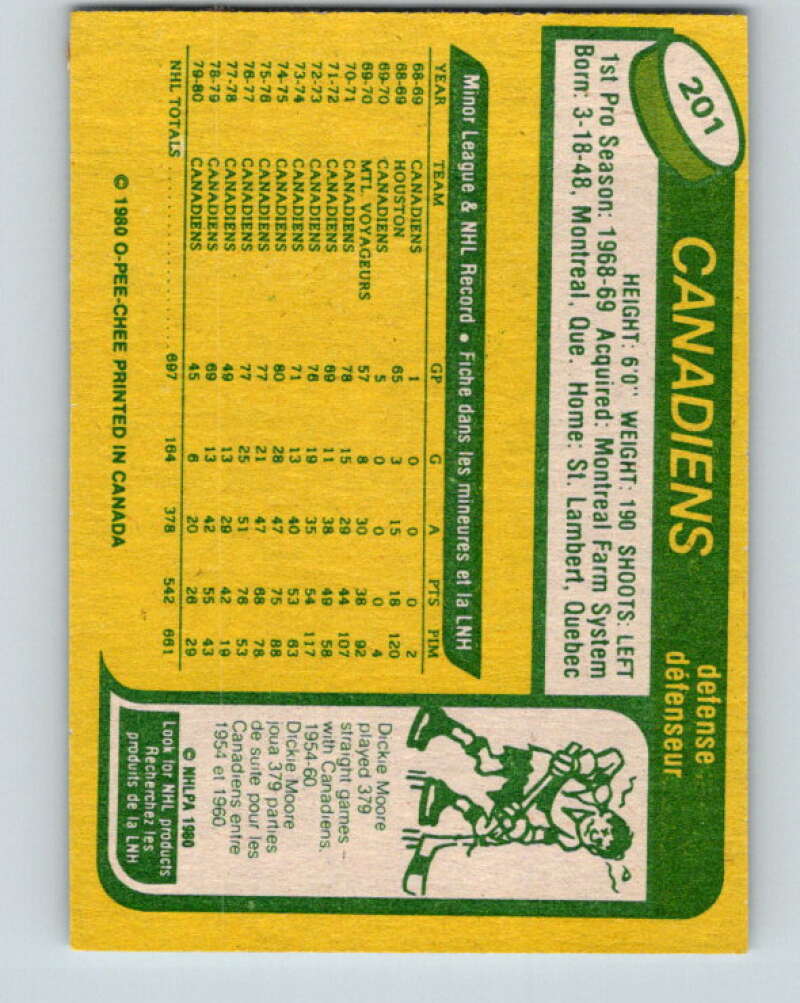 201
CANADIENS
defense
défenseur
HEIGHT: 6'0" WEIGHT: 190 SHOOTS: LEFT
1st Pro Season: 1968-69 Acquired: Montreal Farm System
Born: 3-18-48, Montreal, Que. Home: St. Lambert, Quebec
Minor League & NHL Record • Fiche dans les mineures et la LNH
YEAR TEAM GP G A PTS PIM
68-69 CANADIENS 1 0 0 0 2
68-69 HOUSTON 65 3 15 18 120
69-70 CANADIENS 5 0 0 0 4
69-70 MTL. VOYAGEURS 57 8 30 38 92
70-71 CANADIENS 78 15 29 44 107
71-72 CANADIENS 69 11 38 49 58
72-73 CANADIENS 76 19 35 54 117
73-74 CANADIENS 71 13 40 53 63
74-75 CANADIENS 80 28 47 75 88
75-76 CANADIENS 77 21 47 68 78
76-77 CANADIENS 77 25 51 76 53
77-78 CANADIENS 49 13 29 42 19
78-79 CANADIENS 69 13 42 55 43
79-80 CANADIENS 45 6 20 26 29
NHL TOTALS . . . . . . . . . . . . . . . . . 697 164 378 542 661
© 1980 O-PEE-CHEE PRINTED IN CANADA
Dickie Moore
played 379
straight games –
with Canadiens.
1954-60
Dickie Moore
joua 379 parties
de suite pour les
Canadiens entre
1954 et 1960
© NHLPA 1980
Look for NHL products
Recherchez les
produits de la LNH